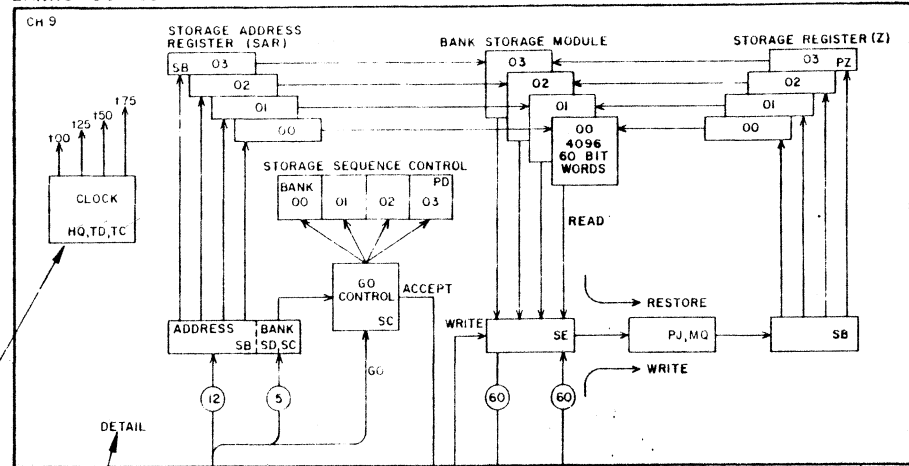 CH 9
STORAGE ADDRESS
REGISTER (SAR)
BANK STORAGE MODULE
STORAGE REGISTER (Z)
SB 03
02
01
00
03
02
01
00
4096
60 BIT
WORDS
03 PZ
02
01
00
t00 t25 t50 t75
CLOCK
HQ,TD,TC
STORAGE SEQUENCE CONTROL
BANK PD
00 01 02 03
READ
GO
CONTROL
SC
ACCEPT
RESTORE
WRITE
ADDRESS
SB
BANK
SD,SC
SE
PJ,MQ
SB
WRITE
GO
12
5
60
60
DETAIL